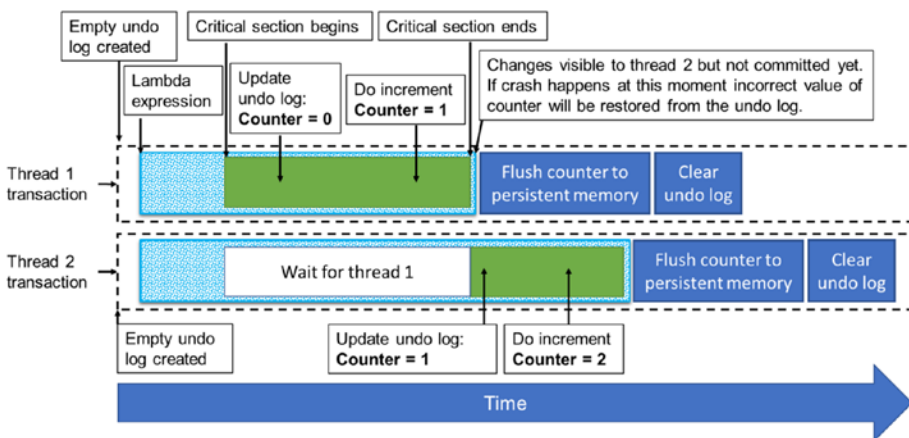 Empty undo
log created
Critical section begins
Critical section ends
Lambda
expression
Update
undo log:
Counter = 0
Do increment
Counter = 1
Changes visible to thread 2 but not committed yet.
If crash happens at this moment incorrect value of
counter will be restored from the undo log.
Thread 1
transaction
Flush counter to
persistent memory
Clear
undo log
Thread 2
transaction
Wait for thread 1
Flush counter to
persistent memory
Clear
undo log
Empty undo
log created
Update undo log:
Counter = 1
Do increment
Counter = 2
Time